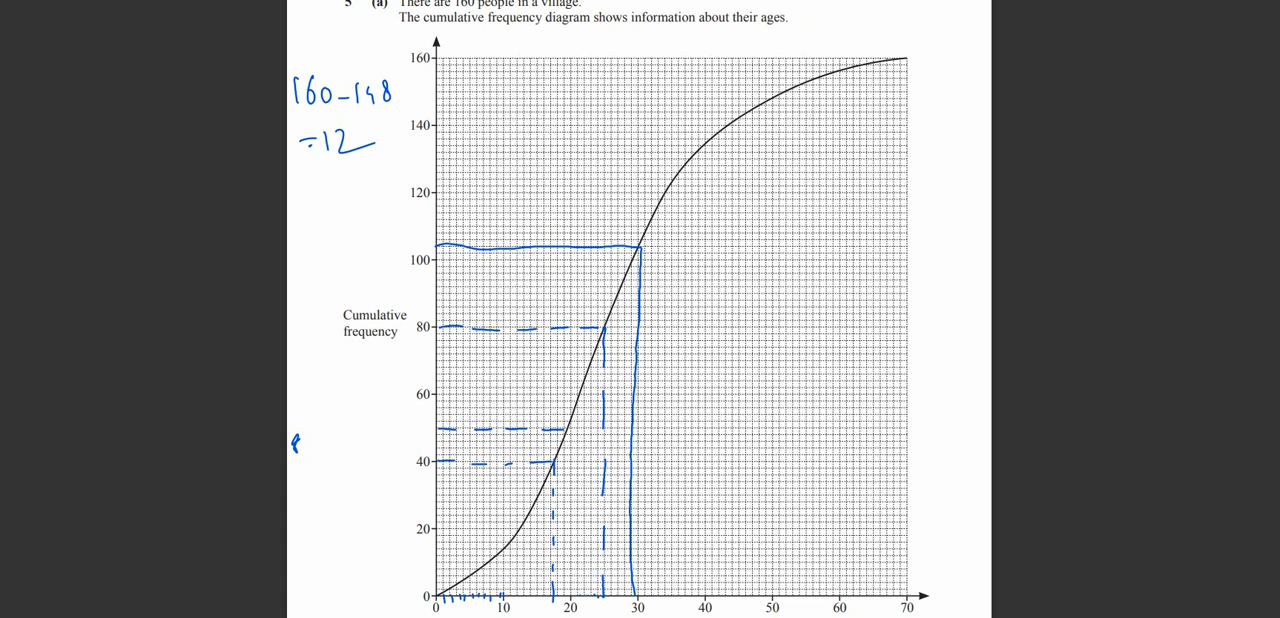 5 (a) There are 160 people in a village.
The cumulative frequency diagram shows information about their ages.
160
160-148
=12
140
120
100
Cumulative
frequency
80
60
40
20
0
0 10 20 30 40 50 60 70